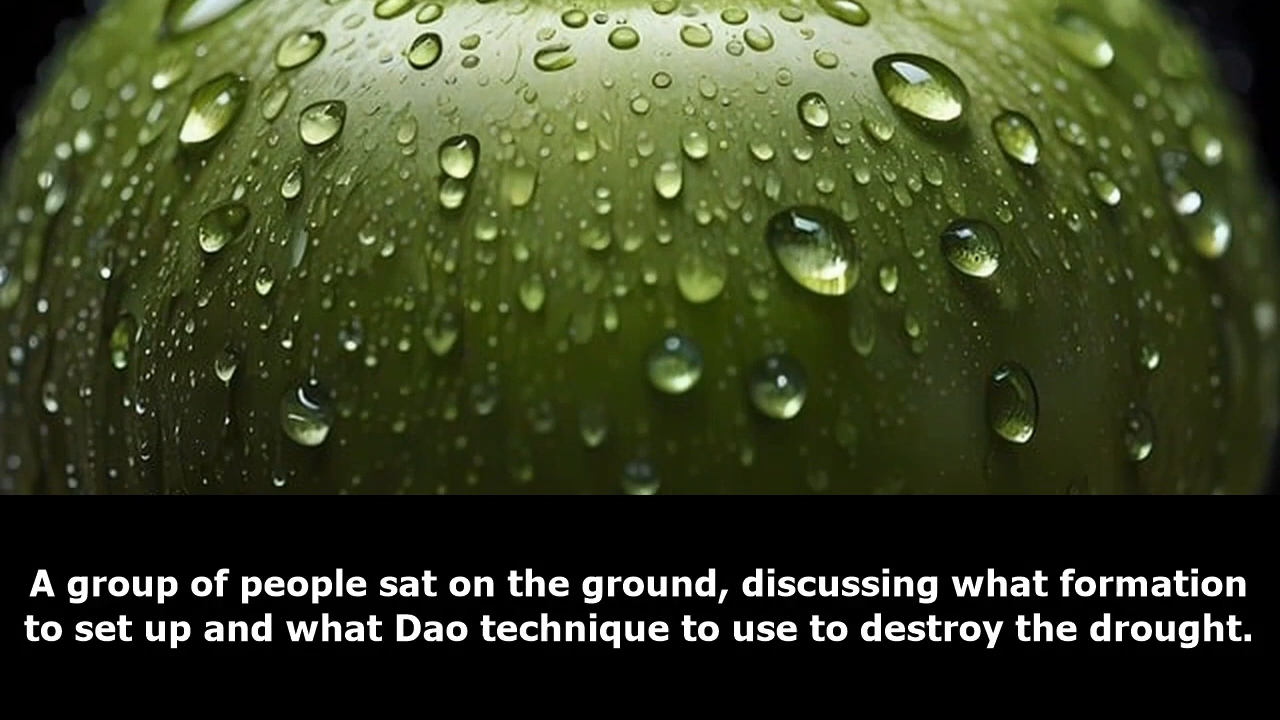 A group of people sat on the ground, discussing what formation
to set up and what Dao technique to use to destroy the drought.